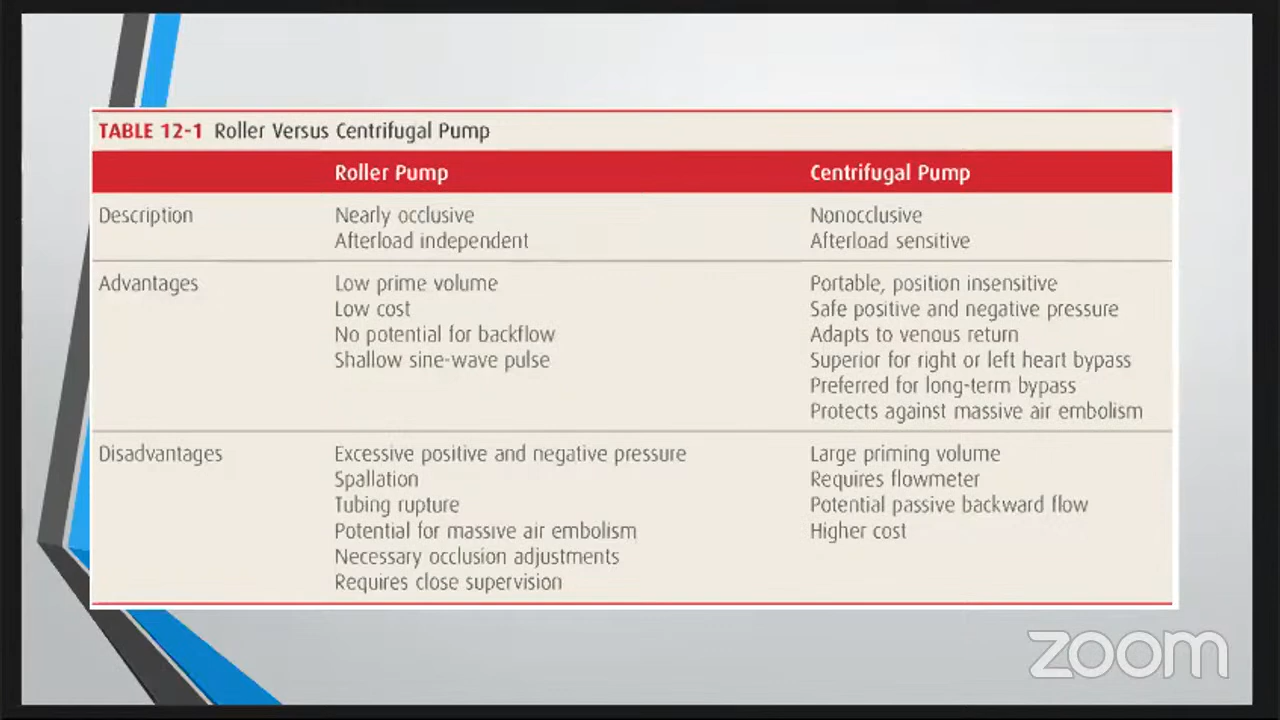 TABLE 12-1 Roller Versus Centrifugal Pump
Roller Pump Centrifugal Pump
Description Nearly occlusive Nonocclusive
Afterload independent Afterload sensitive
Advantages Low prime volume Portable, position insensitive
Low cost Safe positive and negative pressure
No potential for backflow Adapts to venous return
Shallow sine-wave pulse Superior for right or left heart bypass
Preferred for long-term bypass
Protects against massive air embolism
Disadvantages Excessive positive and negative pressure Large priming volume
Spallation Requires flowmeter
Tubing rupture Potential passive backward flow
Potential for massive air embolism Higher cost
Necessary occlusion adjustments
Requires close supervision
zoom